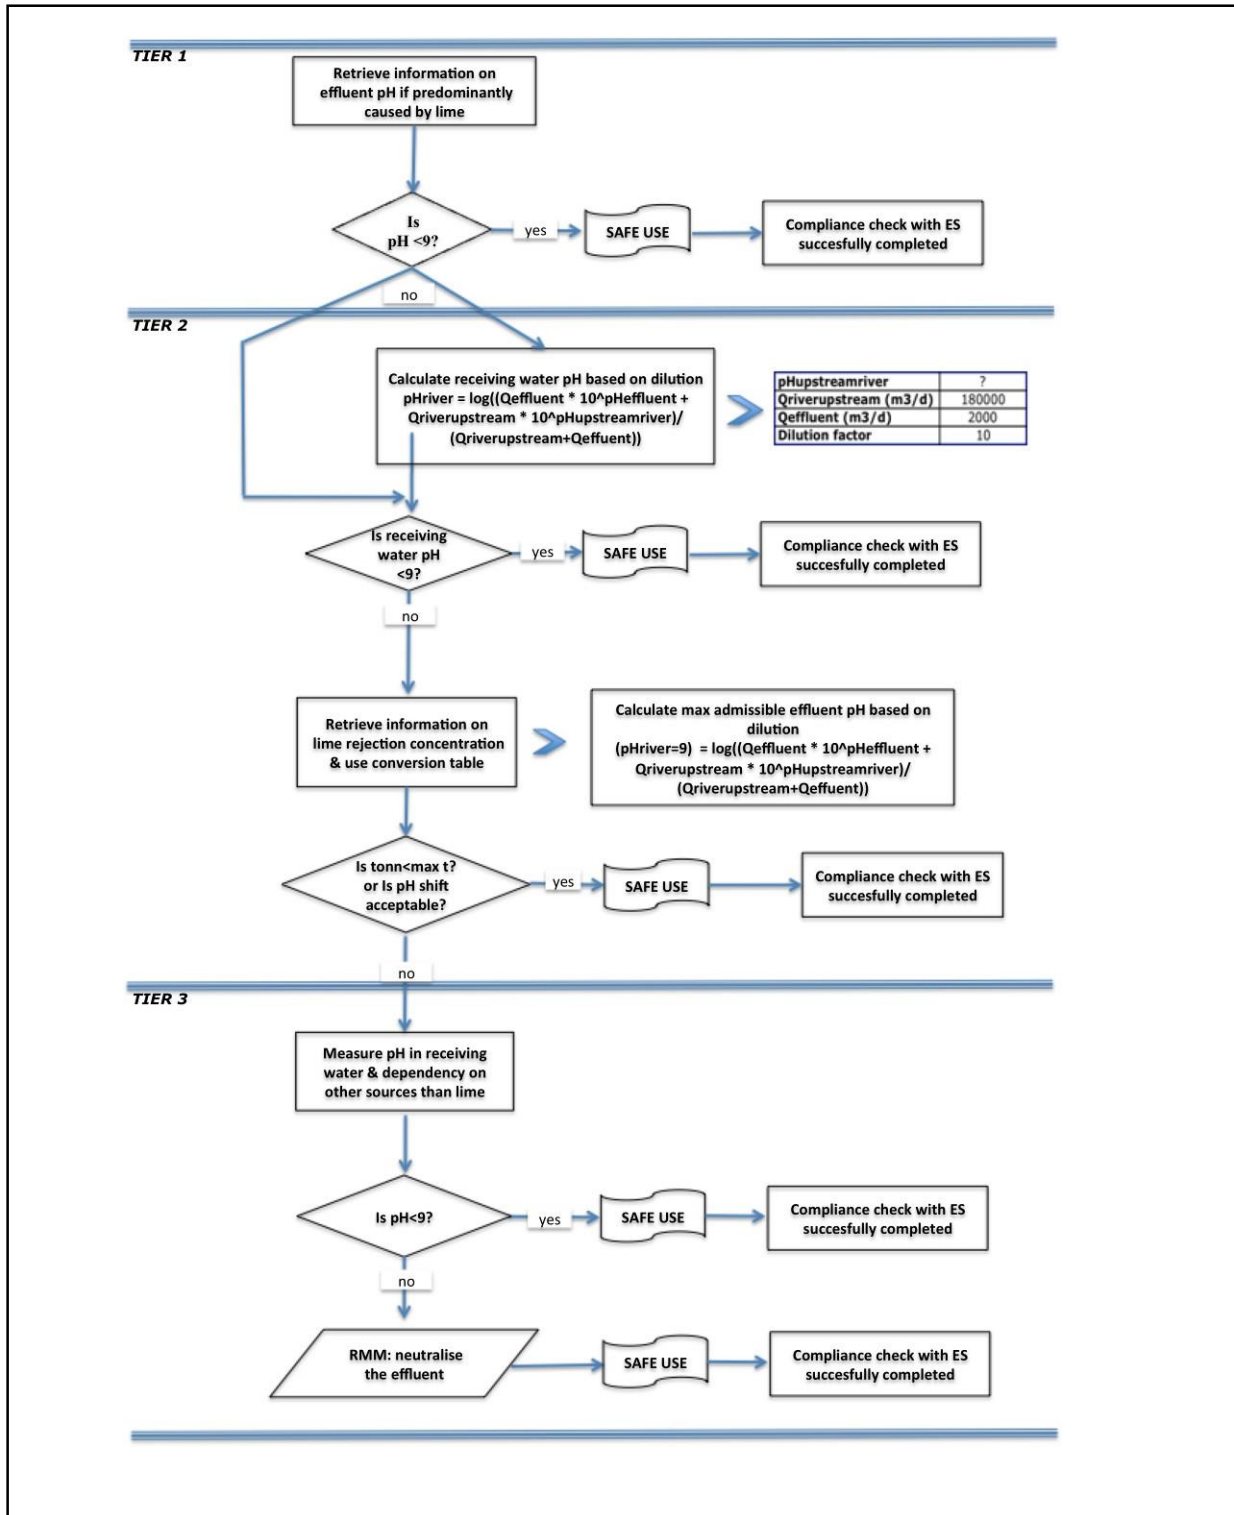 TIER 1
Retrieve information on
effluent pH if predominantly
caused by lime
Is
pH <9?
yes
SAFE USE
Compliance check with ES
succesfully completed
no
TIER 2
Calculate receiving water pH based on dilution
pHriver = log((Qeffluent * 10^pHeffluent +
Qriverupstream * 10^pHupstreamriver)/
(Qriverupstream+Qeffuent))
pHupstreamriver ?
Qriverupstream (m3/d) 180000
Qeffluent (m3/d) 2000
Dilution factor 10
Is receiving
water pH
<9?
yes
SAFE USE
Compliance check with ES
succesfully completed
no
Retrieve information on
lime rejection concentration
& use conversion table
Calculate max admissible effluent pH based on
dilution
(pHriver=9) = log((Qeffluent * 10^pHeffluent +
Qriverupstream * 10^pHupstreamriver)/
(Qriverupstream+Qeffuent))
Is tonn<max t?
or Is pH shift
acceptable?
yes
SAFE USE
Compliance check with ES
succesfully completed
no
TIER 3
Measure pH in receiving
water & dependency on
other sources than lime
Is pH<9?
yes
SAFE USE
Compliance check with ES
succesfully completed
no
RMM: neutralise
the effluent
SAFE USE
Compliance check with ES
succesfully completed